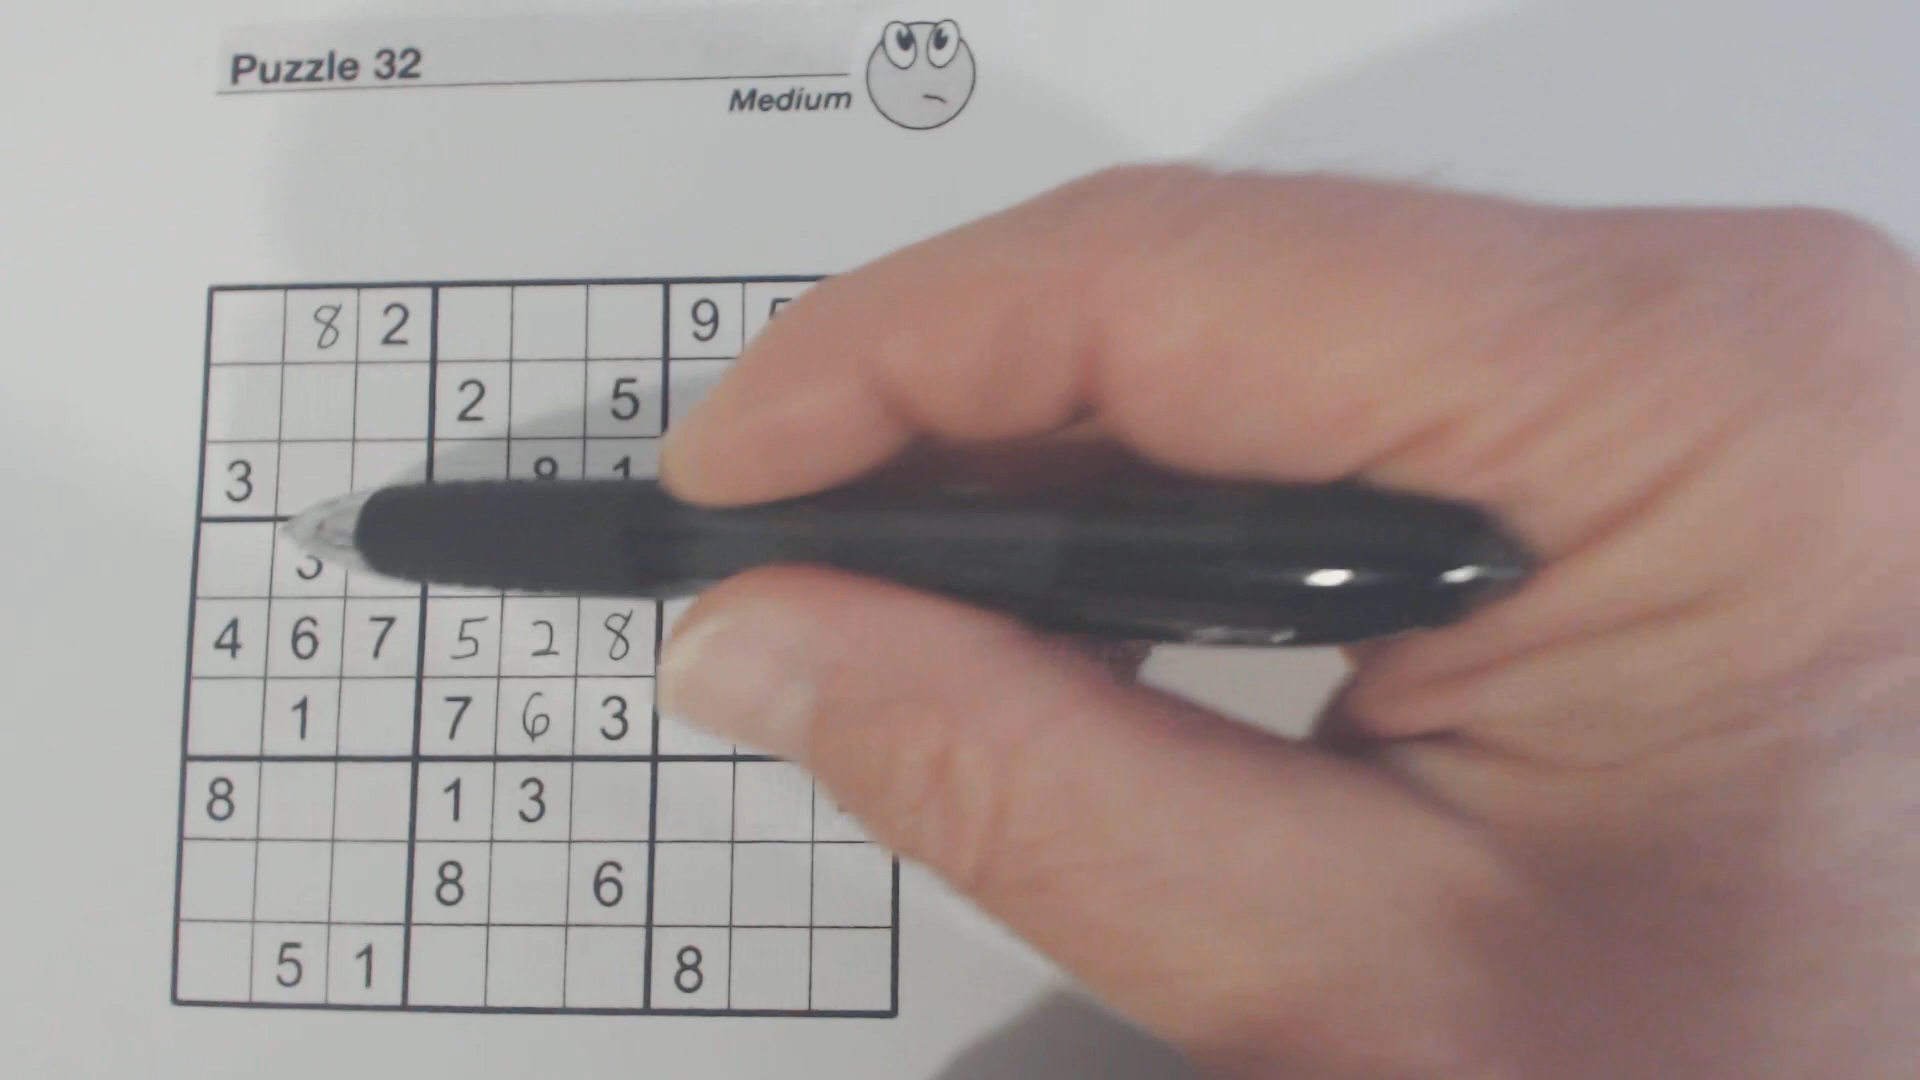 Puzzle 32
Medium
8 2 9
2 5
3
4 6 7 5 2 8
1 7 6 3
8 1 3
8 6
5 1 8